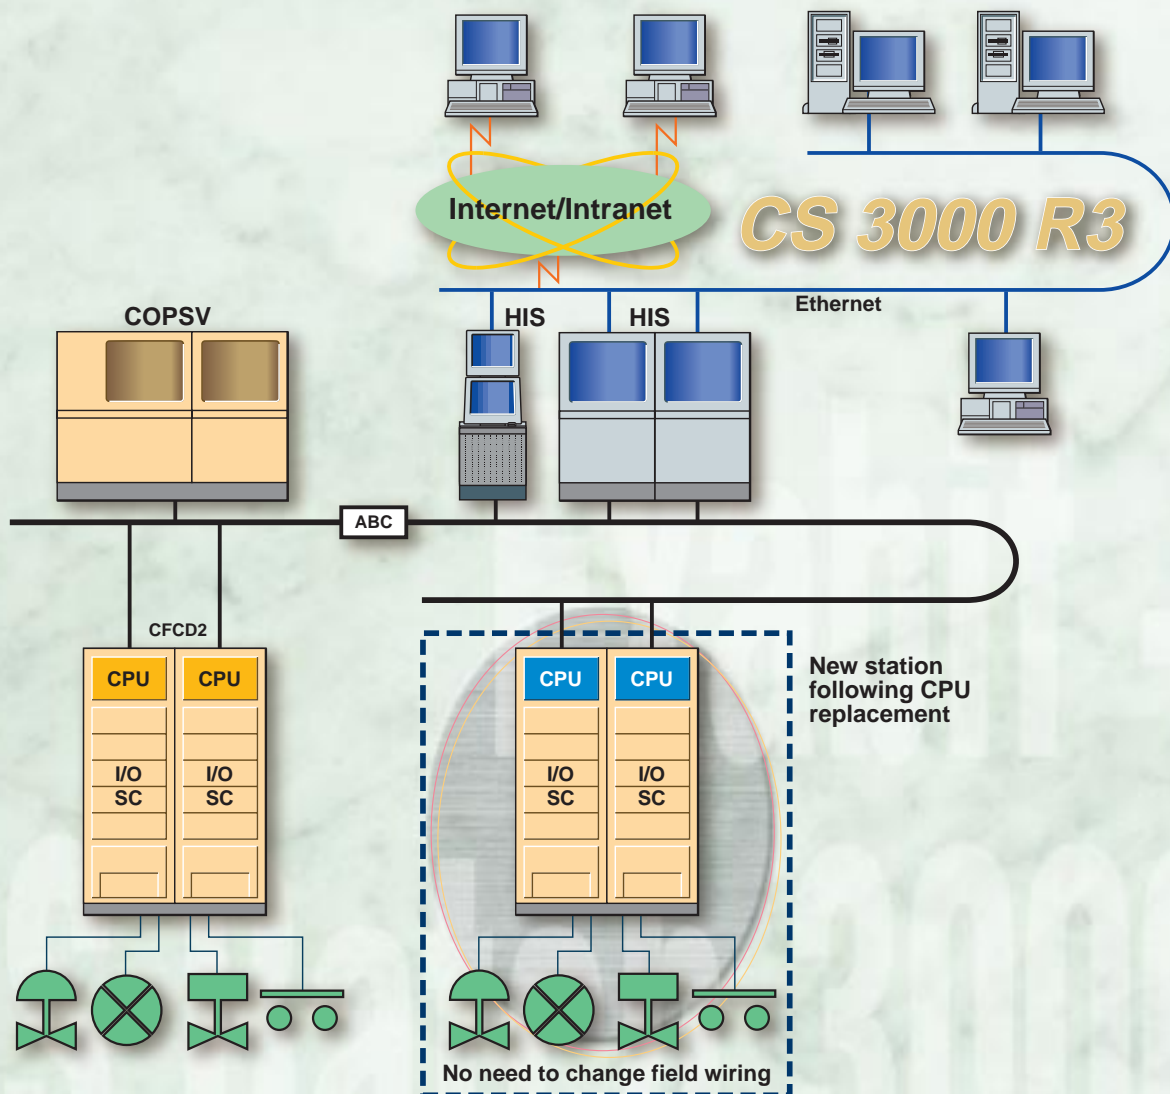 Internet/Intranet
CS 3000 R3
Ethernet
COPSV
HIS
HIS
ABC
CFCD2
CPU
CPU
I/O
I/O
SC
SC
CPU
CPU
I/O
I/O
SC
SC
New station
following CPU
replacement
No need to change field wiring